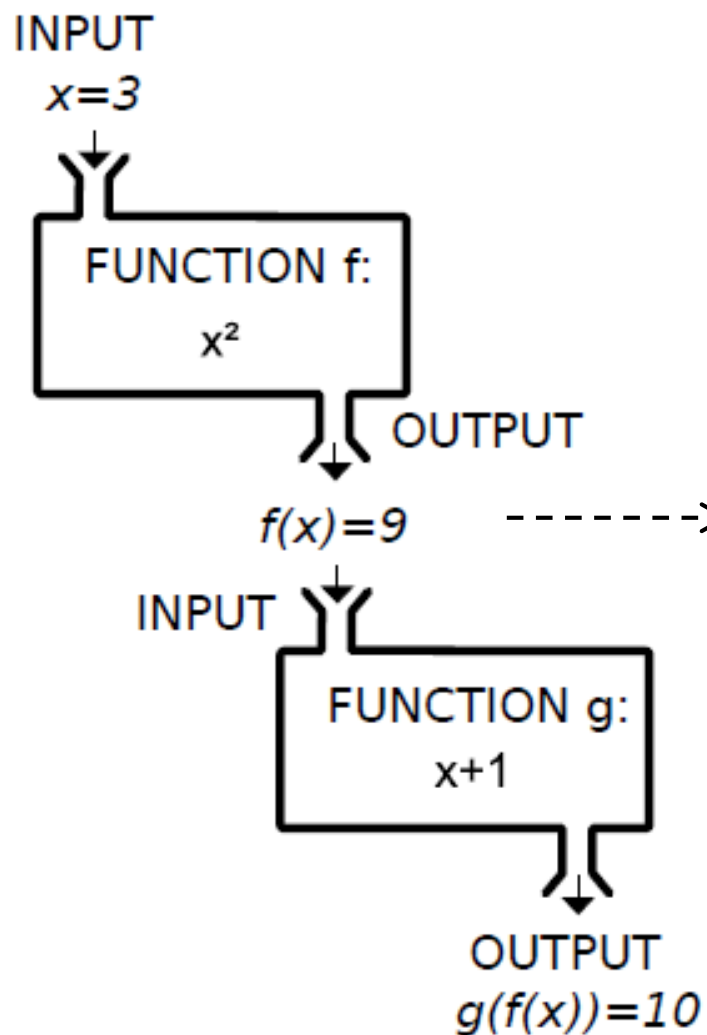 INPUT
x=3
FUNCTION f:
x²
OUTPUT
f(x)=9
INPUT
FUNCTION g:
x+1
OUTPUT
g(f(x))=10